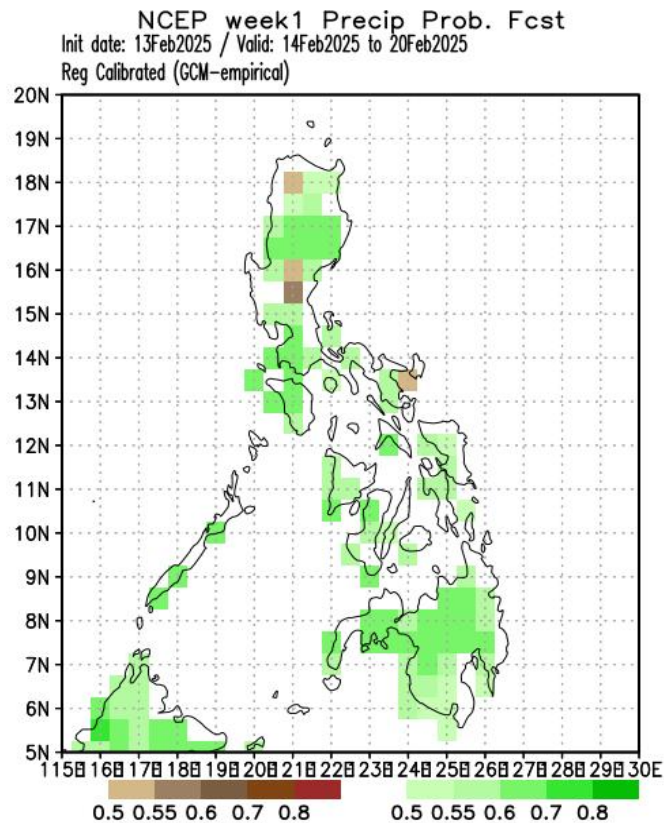 NCEP week1 Precip Prob. Fcst
Init date: 13Feb2025 / Valid: 14Feb2025 to 20Feb2025
Reg Calibrated (GCM-empirical)
20N
19N
18N
17N
16N
15N
14N
13N
12N
11N
10N
9N
8N
7N
6N
5N
130E
0.5 0.55 0.6 0.7 0.8 0.5 0.55 0.6 0.7 0.8